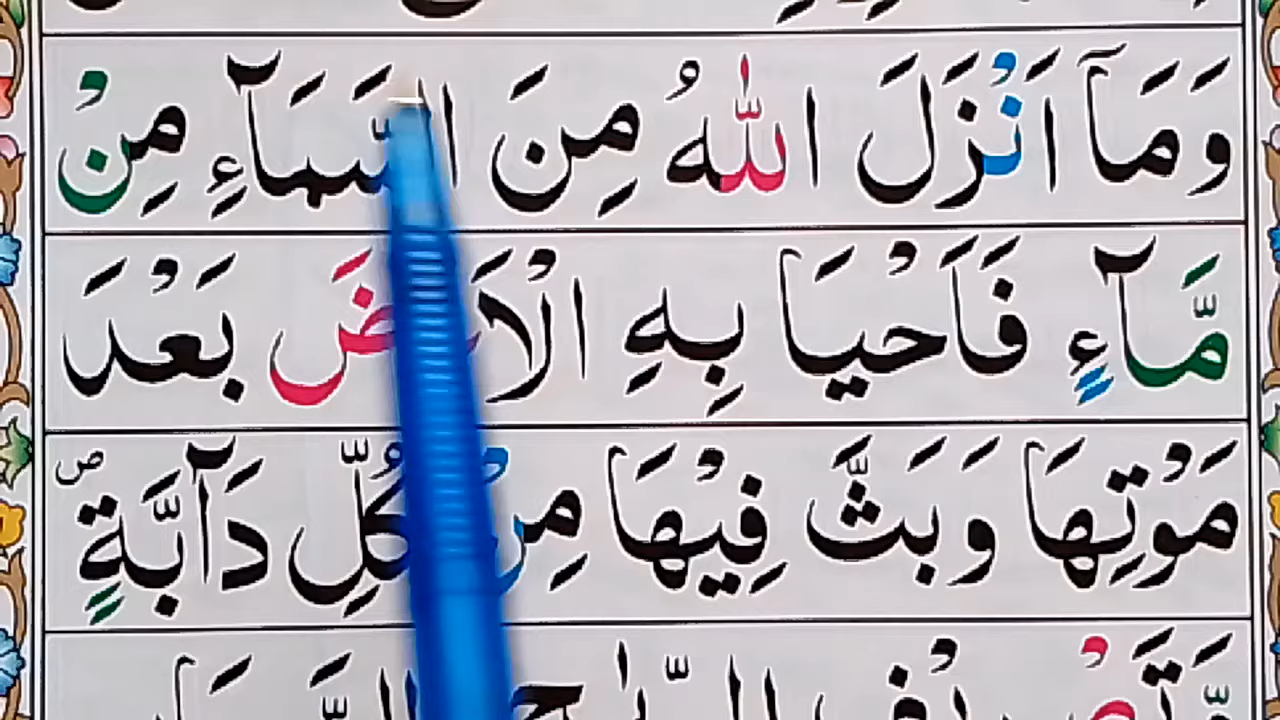 وَمَآ اَنْزَلَ اللّٰهُ مِنَ السَّمَآءِ مِنْ
مَّآءٍ فَاَحْيَا بِهِ الْاَرْضَ بَعْدَ
مَوْتِهَا وَبَثَّ فِيْهَا مِنْ كُلِّ دَآبَّةٍ ۪